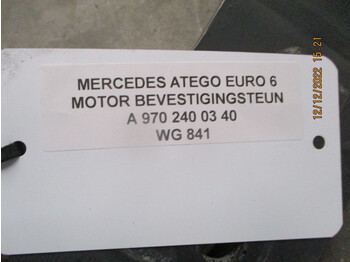 MERCEDES ATEGO EURO 6
MOTOR BEVESTIGINGSTEUN
A 970 240 03 40
WG 841
12/12/2022 15:21